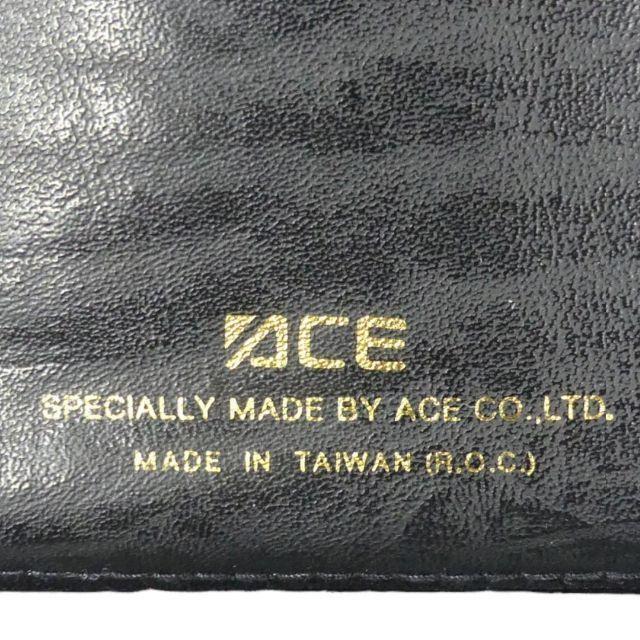 ACE
SPECIALLY MADE BY ACE CO.,LTD.
MADE IN TAIWAN (R.O.C.)